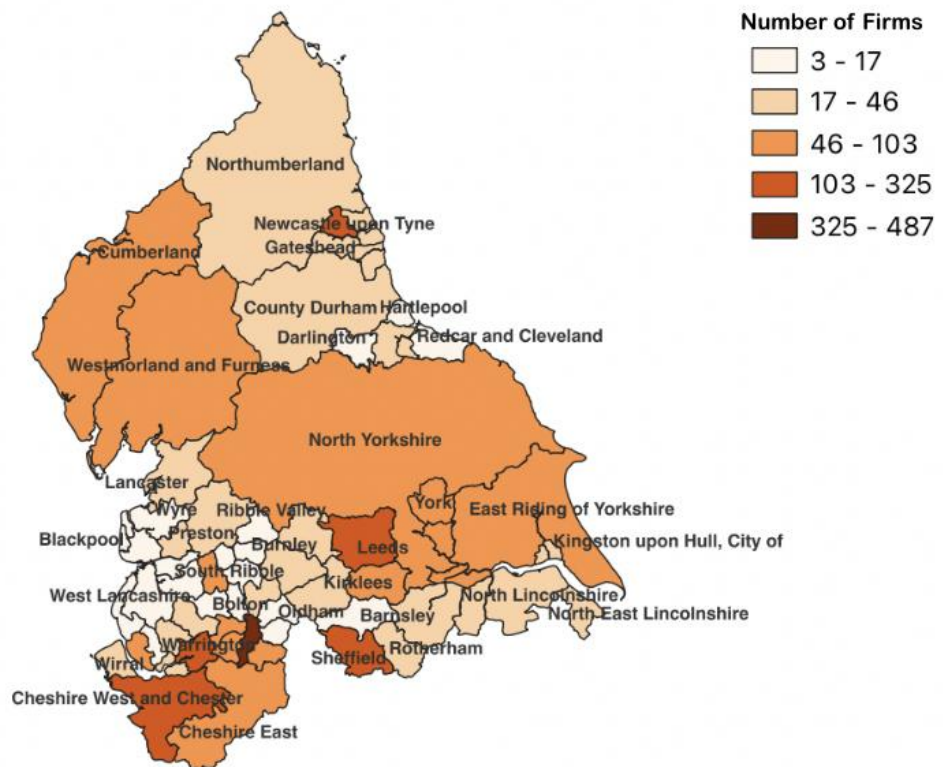 Number of Firms
3 - 17
17 - 46
46 - 103
103 - 325
325 - 487
Northumberland
Newcastle upon Tyne
Gateshead
Cumberland
County Durham
Hartlepool
Darlington
Redcar and Cleveland
Westmorland and Furness
North Yorkshire
Lancaster
Wyre
Ribble Valley
York
East Riding of Yorkshire
Blackpool
Preston
Burnley
Leeds
Kingston upon Hull, City of
South Ribble
Kirklees
West Lancashire
Bolton
Oldham
Barnsley
North Lincolnshire
North East Lincolnshire
Warrington
Wirral
Sheffield
Rotherham
Cheshire West and Chester
Cheshire East